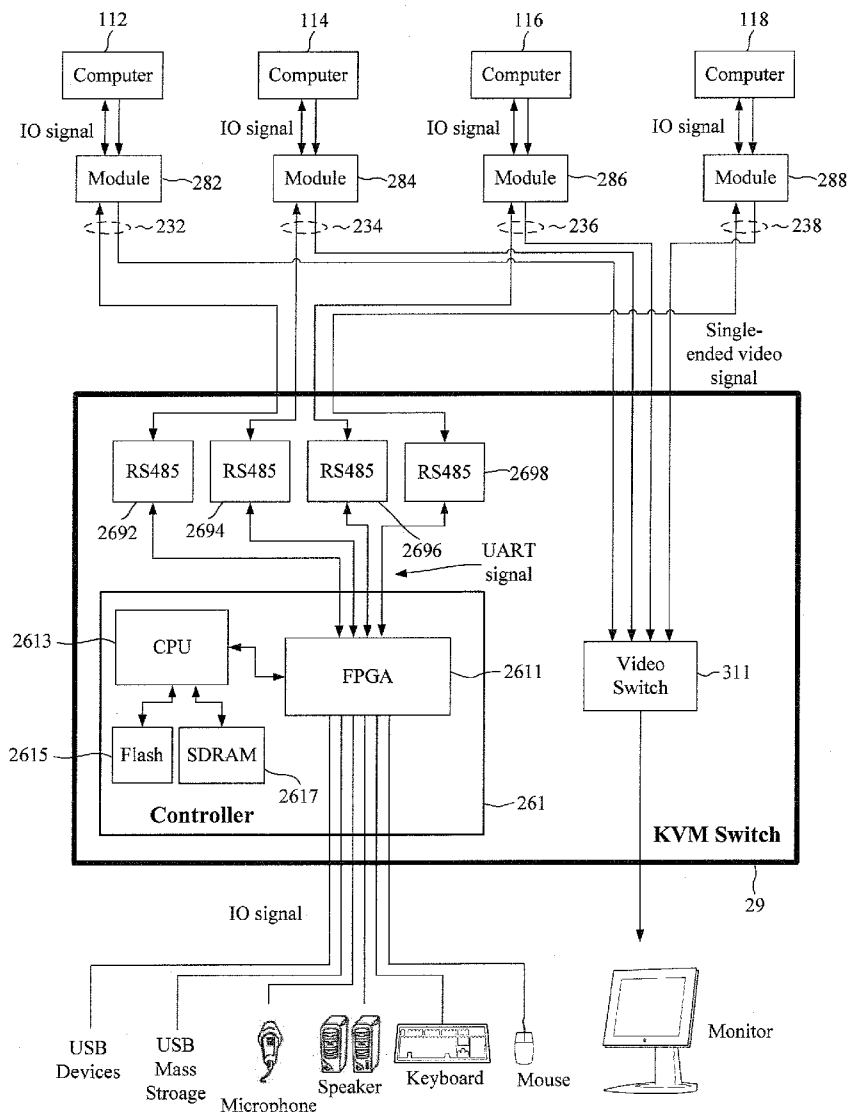 112
114
116
118
Computer
Computer
Computer
Computer
IO signal
IO signal
IO signal
IO signal
Module
282
Module
284
Module
286
Module
288
~232
~234
~236
~238
Single-
ended video
signal
RS485
RS485
RS485
RS485
2698
2692
2694
2696
UART
signal
2613
CPU
FPGA
2611
Video
Switch
311
2615
Flash
SDRAM
2617
Controller
261
KVM Switch
29
IO signal
USB
Devices
USB
Mass
Stroage
Microphone
Speaker
Keyboard
Mouse
Monitor